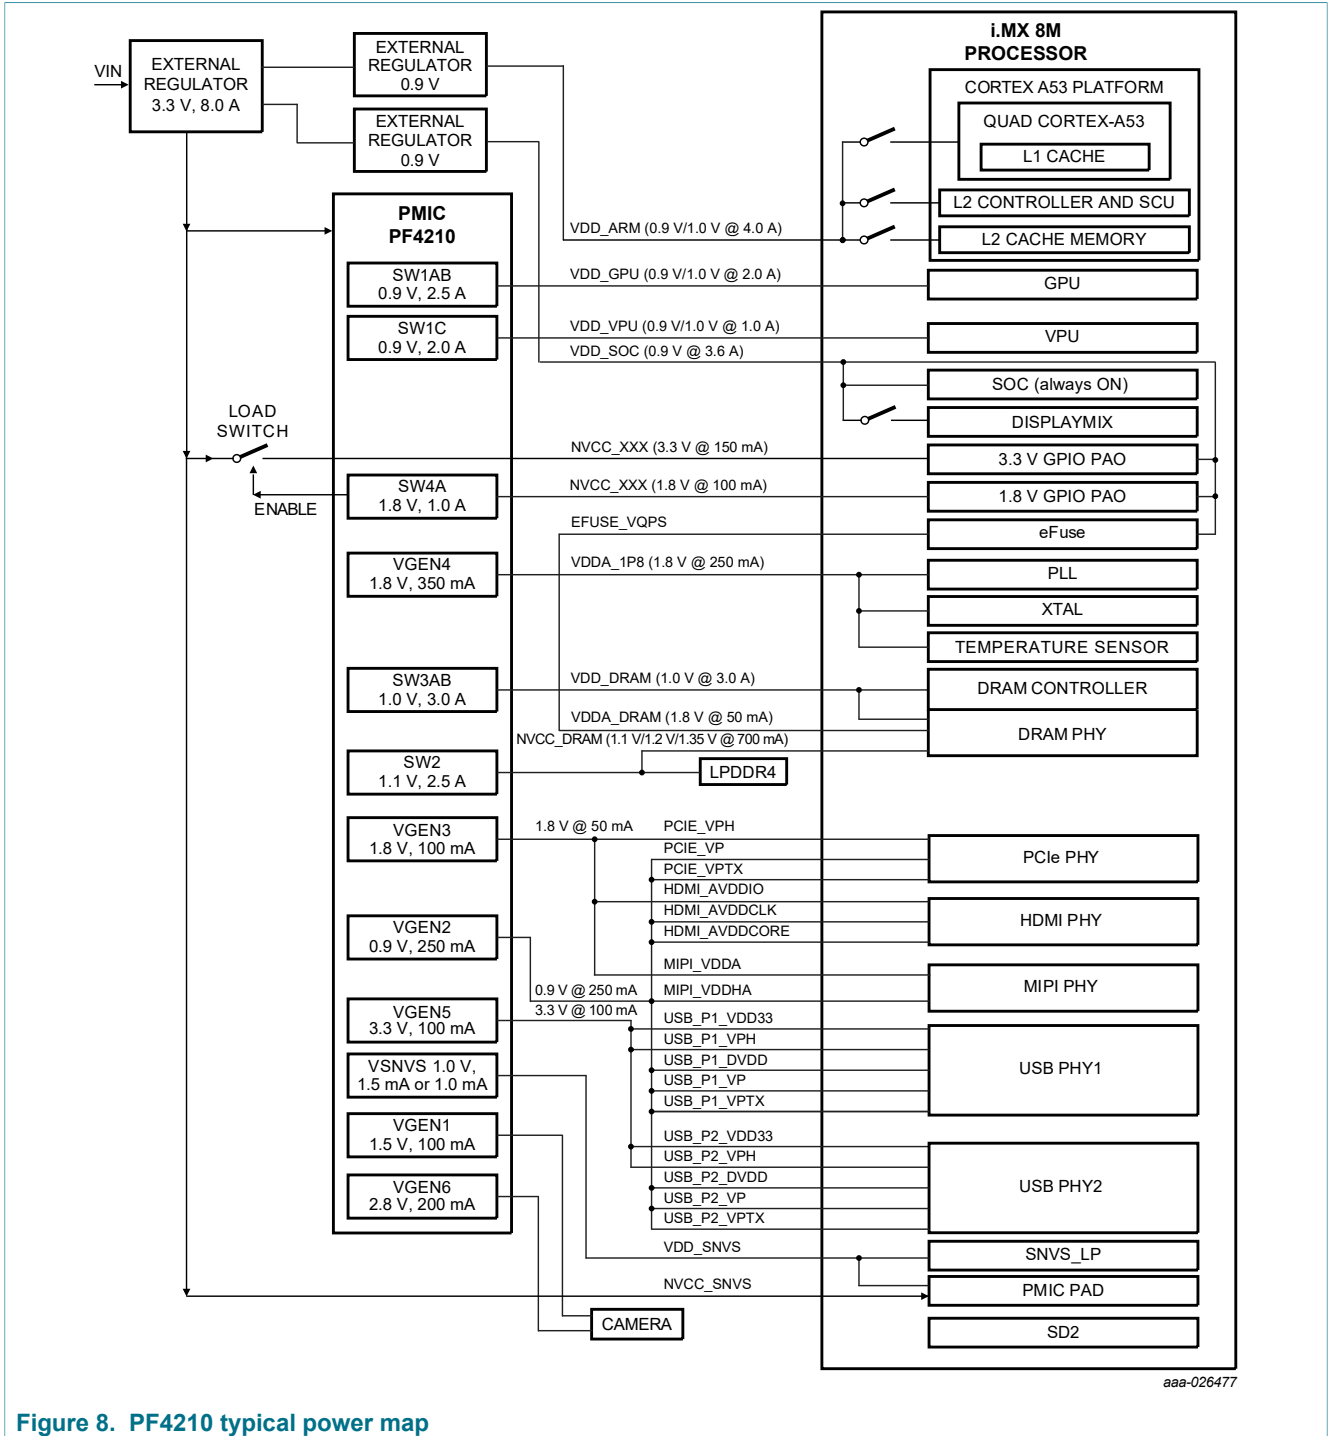 VIN
EXTERNAL
REGULATOR
3.3 V, 8.0 A
EXTERNAL
REGULATOR
0.9 V
EXTERNAL
REGULATOR
0.9 V
PMIC
PF4210
SW1AB
0.9 V, 2.5 A
SW1C
0.9 V, 2.0 A
LOAD
SWITCH
ENABLE
SW4A
1.8 V, 1.0 A
VGEN4
1.8 V, 350 mA
SW3AB
1.0 V, 3.0 A
SW2
1.1 V, 2.5 A
VGEN3
1.8 V, 100 mA
VGEN2
0.9 V, 250 mA
VGEN5
3.3 V, 100 mA
VSNVS 1.0 V,
1.5 mA or 1.0 mA
VGEN1
1.5 V, 100 mA
VGEN6
2.8 V, 200 mA
VDD_ARM (0.9 V/1.0 V @ 4.0 A)
VDD_GPU (0.9 V/1.0 V @ 2.0 A)
VDD_VPU (0.9 V/1.0 V @ 1.0 A)
VDD_SOC (0.9 V @ 3.6 A)
NVCC_XXX (3.3 V @ 150 mA)
NVCC_XXX (1.8 V @ 100 mA)
EFUSE_VQPS
VDDA_1P8 (1.8 V @ 250 mA)
VDD_DRAM (1.0 V @ 3.0 A)
VDDA_DRAM (1.8 V @ 50 mA)
NVCC_DRAM (1.1 V/1.2 V/1.35 V @ 700 mA)
LPDDR4
1.8 V @ 50 mA
PCIE_VPH
PCIE_VP
PCIE_VPTX
HDMI_AVDDIO
HDMI_AVDDCLK
HDMI_AVDDCORE
MIPI_VDDA
0.9 V @ 250 mA
MIPI_VDDHA
3.3 V @ 100 mA
USB_P1_VDD33
USB_P1_VPH
USB_P1_DVDD
USB_P1_VP
USB_P1_VPTX
USB_P2_VDD33
USB_P2_VPH
USB_P2_DVDD
USB_P2_VP
USB_P2_VPTX
VDD_SNVS
NVCC_SNVS
CAMERA
i.MX 8M
PROCESSOR
CORTEX A53 PLATFORM
QUAD CORTEX-A53
L1 CACHE
L2 CONTROLLER AND SCU
L2 CACHE MEMORY
GPU
VPU
SOC (always ON)
DISPLAYMIX
3.3 V GPIO PAO
1.8 V GPIO PAO
eFuse
PLL
XTAL
TEMPERATURE SENSOR
DRAM CONTROLLER
DRAM PHY
PCIe PHY
HDMI PHY
MIPI PHY
USB PHY1
USB PHY2
SNVS_LP
PMIC PAD
SD2
aaa-026477
Figure 8. PF4210 typical power map